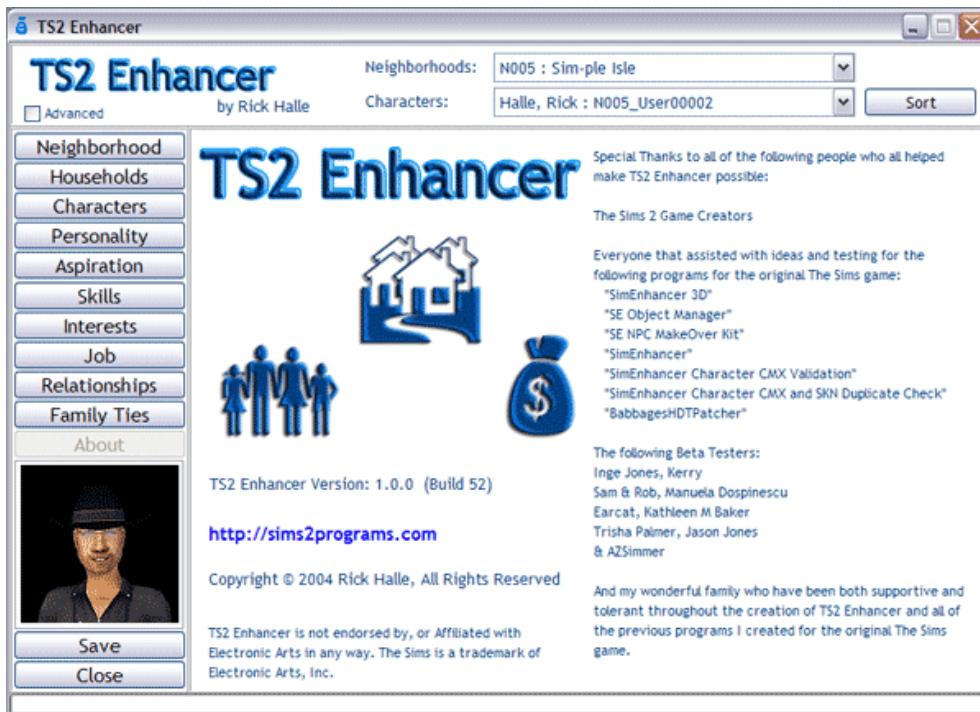 TS2 Enhancer
TS2 Enhancer
by Rick Halle
Advanced
Neighborhoods:
N005 : Sim-ple Isle
Characters:
Halle, Rick : N005_User00002
Sort
Neighborhood
Households
Characters
Personality
Aspiration
Skills
Interests
Job
Relationships
Family Ties
About
Save
Close
TS2 Enhancer
$
TS2 Enhancer Version: 1.0.0 (Build 52)
http://sims2programs.com
Copyright © 2004 Rick Halle, All Rights Reserved
TS2 Enhancer is not endorsed by, or Affiliated with
Electronic Arts in any way. The Sims is a trademark of
Electronic Arts, Inc.
Special Thanks to all of the following people who all helped
make TS2 Enhancer possible:
The Sims 2 Game Creators
Everyone that assisted with ideas and testing for the
following programs for the original The Sims game:
"SimEnhancer 3D"
"SE Object Manager"
"SE NPC MakeOver Kit"
"SimEnhancer"
"SimEnhancer Character CMX Validation"
"SimEnhancer Character CMX and SKN Duplicate Check"
"BabbagesHDTPatcher"
The following Beta Testers:
Inge Jones, Kerry
Sam & Rob, Manuela Dospinescu
Earcat, Kathleen M Baker
Trisha Palmer, Jason Jones
& AZSimmer
And my wonderful family who have been both supportive and
tolerant throughout the creation of TS2 Enhancer and all of
the previous programs I created for the original The Sims
game.